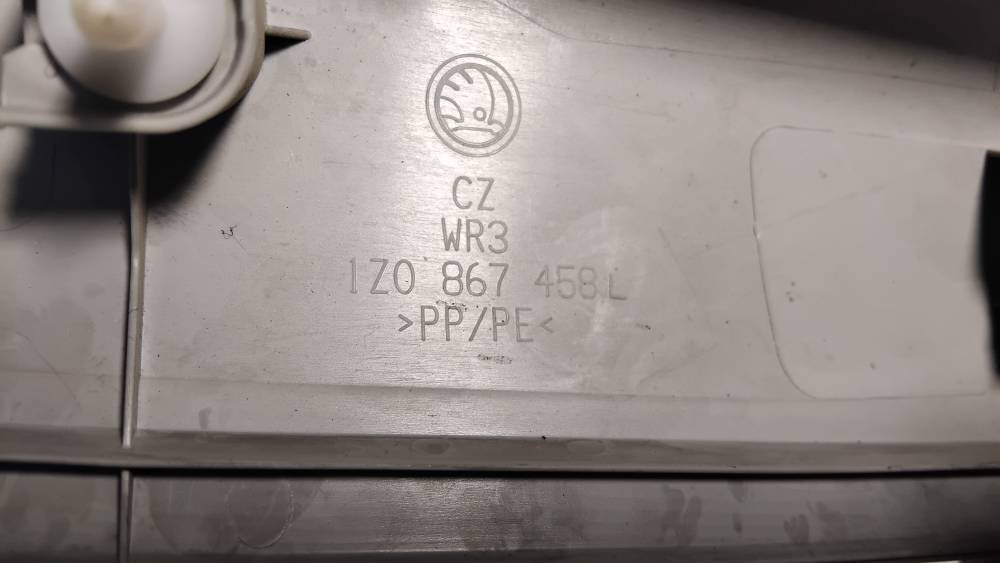 CZ
WR3
1Z0 867 458 L
>PP/PE<